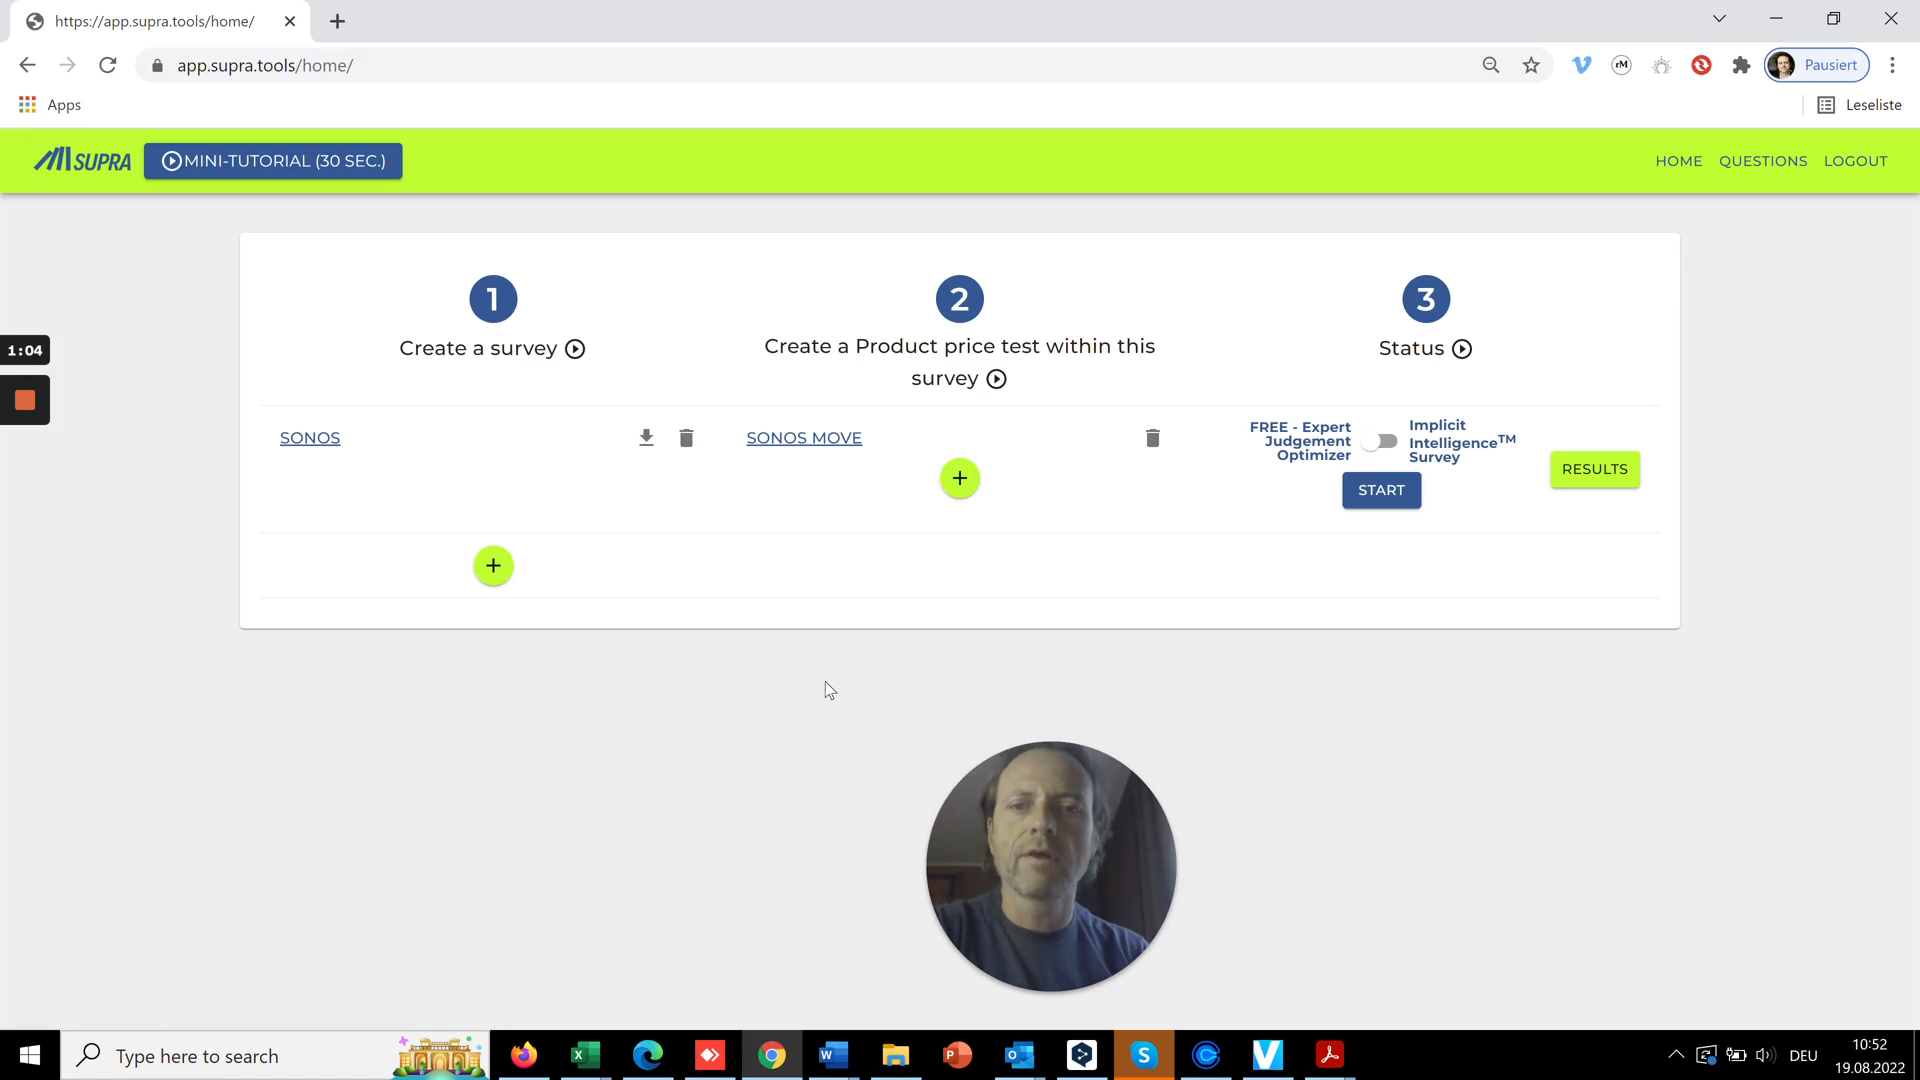 https://app.supra.tools/home/
app.supra.tools/home/
rM
Pausiert
Apps
Leseliste
SUPRA
MINI-TUTORIAL (30 SEC.)
HOME
QUESTIONS
LOGOUT
1
2
3
Create a survey
Create a Product price test within this
survey
Status
1:04
SONOS
SONOS MOVE
FREE - Expert
Judgement
Optimizer
Implicit
Intelligence™
Survey
START
RESULTS
Type here to search
DEU
10:52
19.08.2022